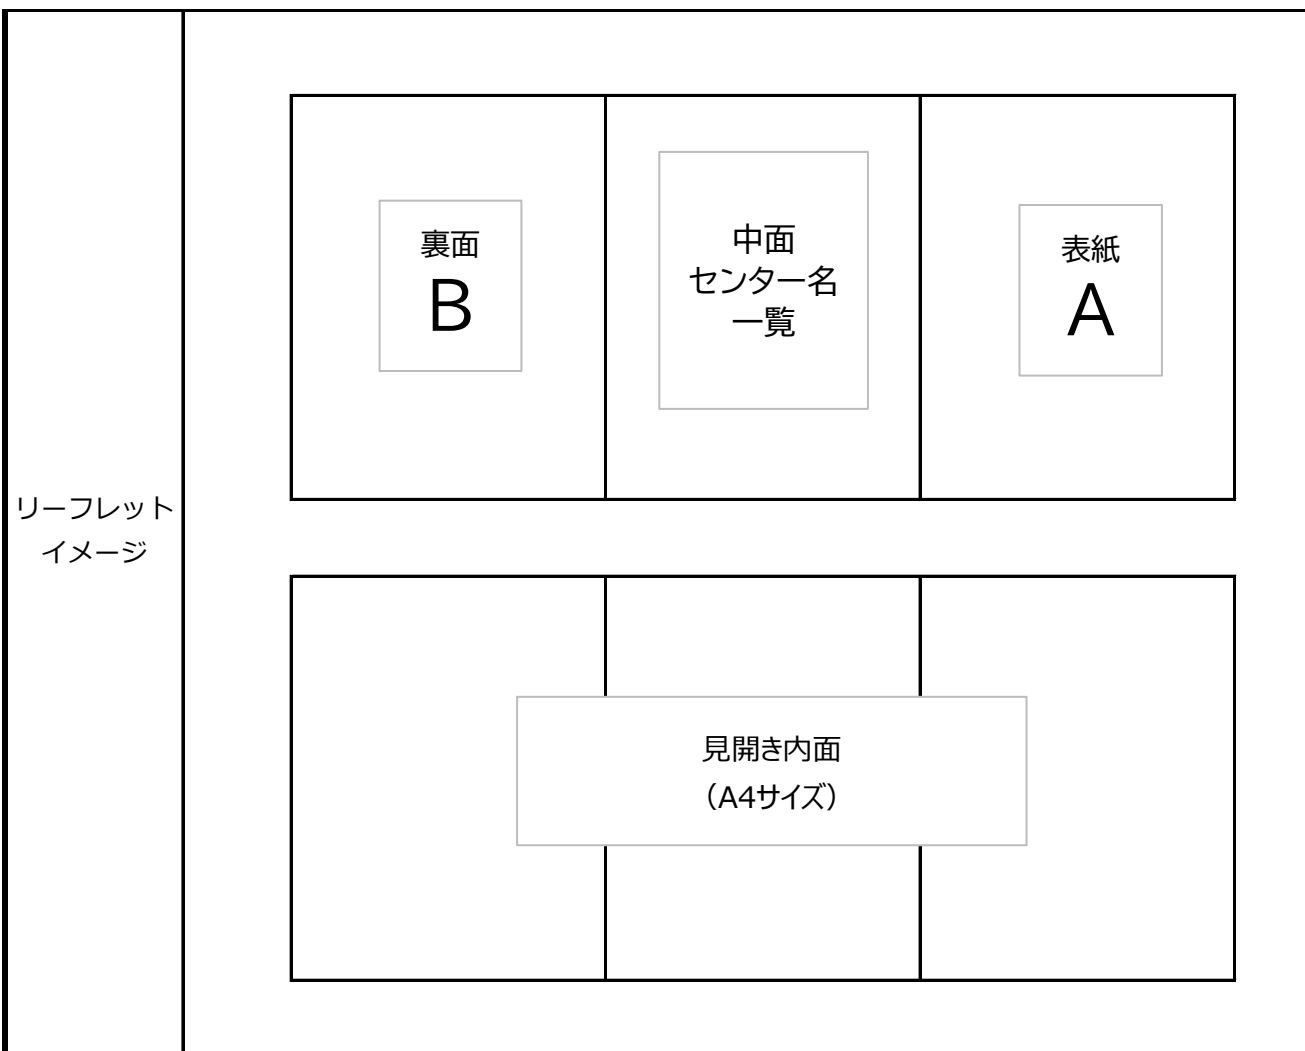 リーフレット
イメージ
裏面
B
中面
センター名
一覧
表紙
A
見開き内面
（A4サイズ）